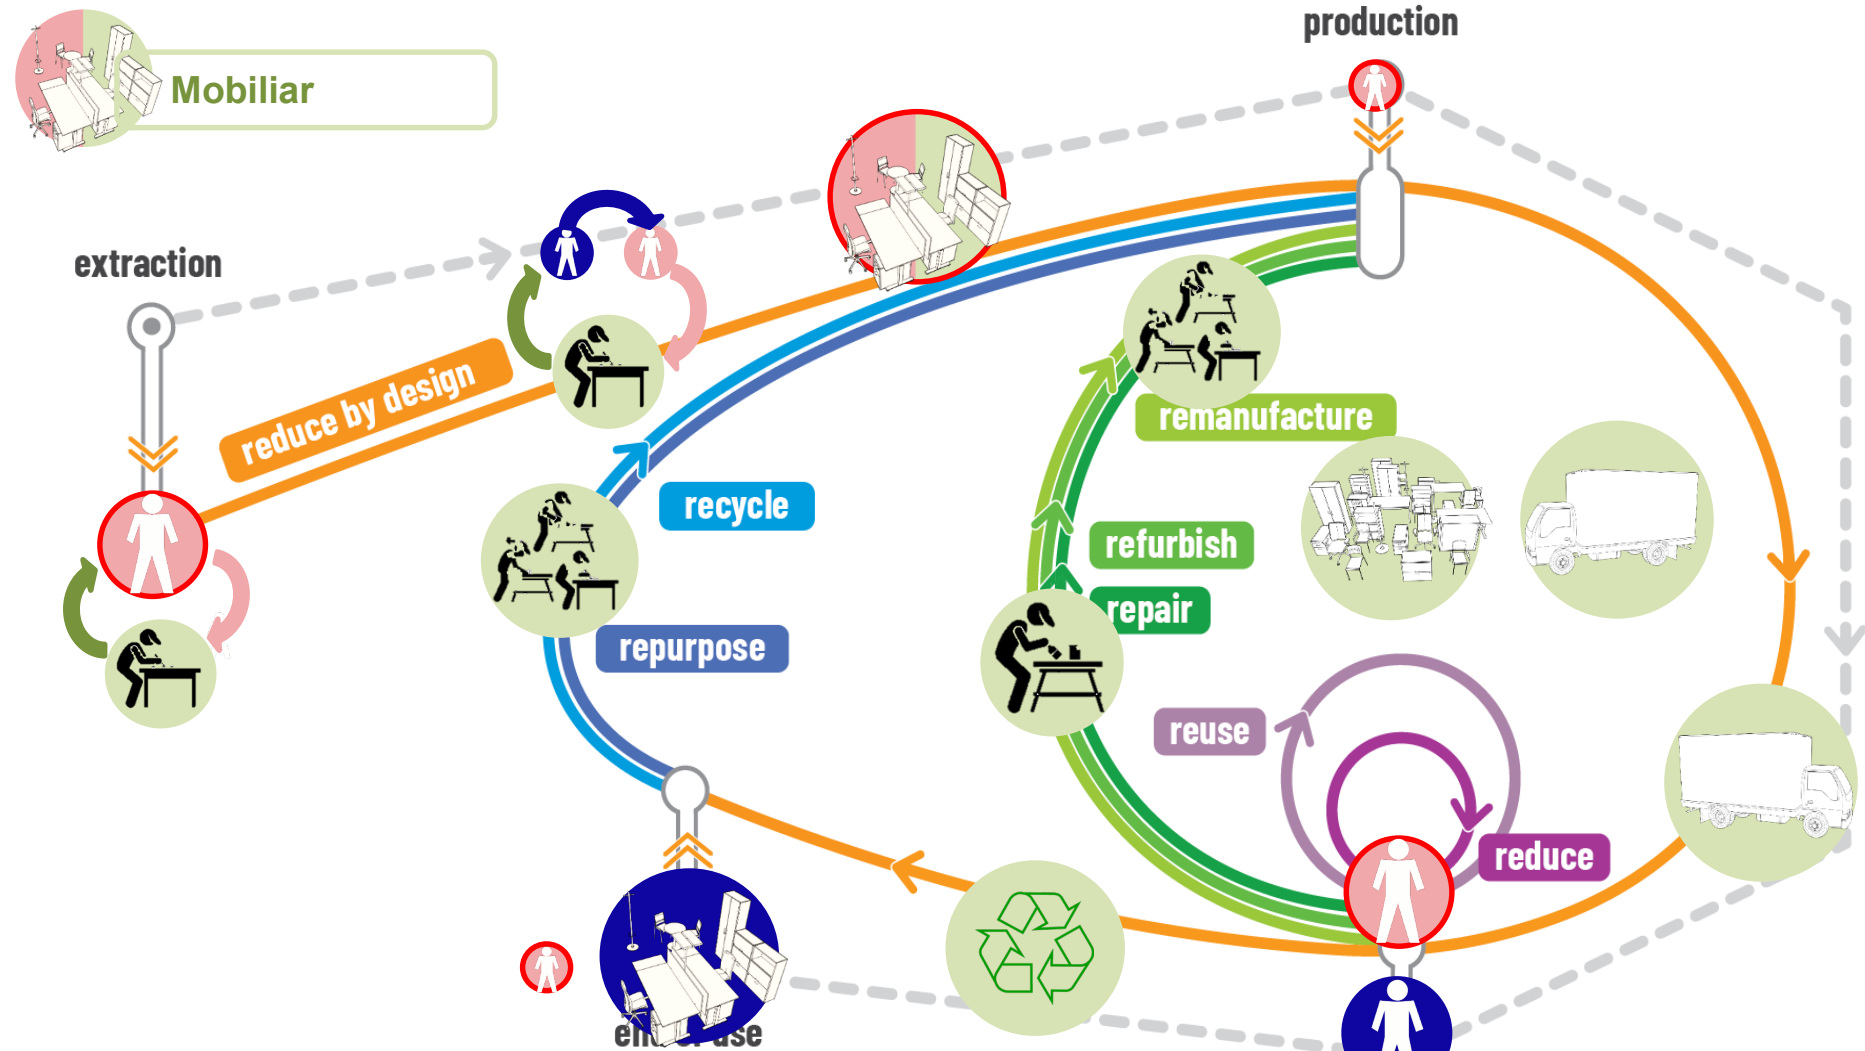 production
Mobiliar
extraction
reduce by design
remanufacture
recycle
refurbish
repair
repurpose
reuse
reduce